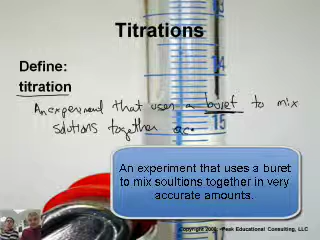 Titrations
Define:
titration
An experiment that uses a buret to mix
solutions together ac
15
An experiment that uses a buret
to mix soultions together in very
accurate amounts.
Copyright Peak Educational Consulting, LLC